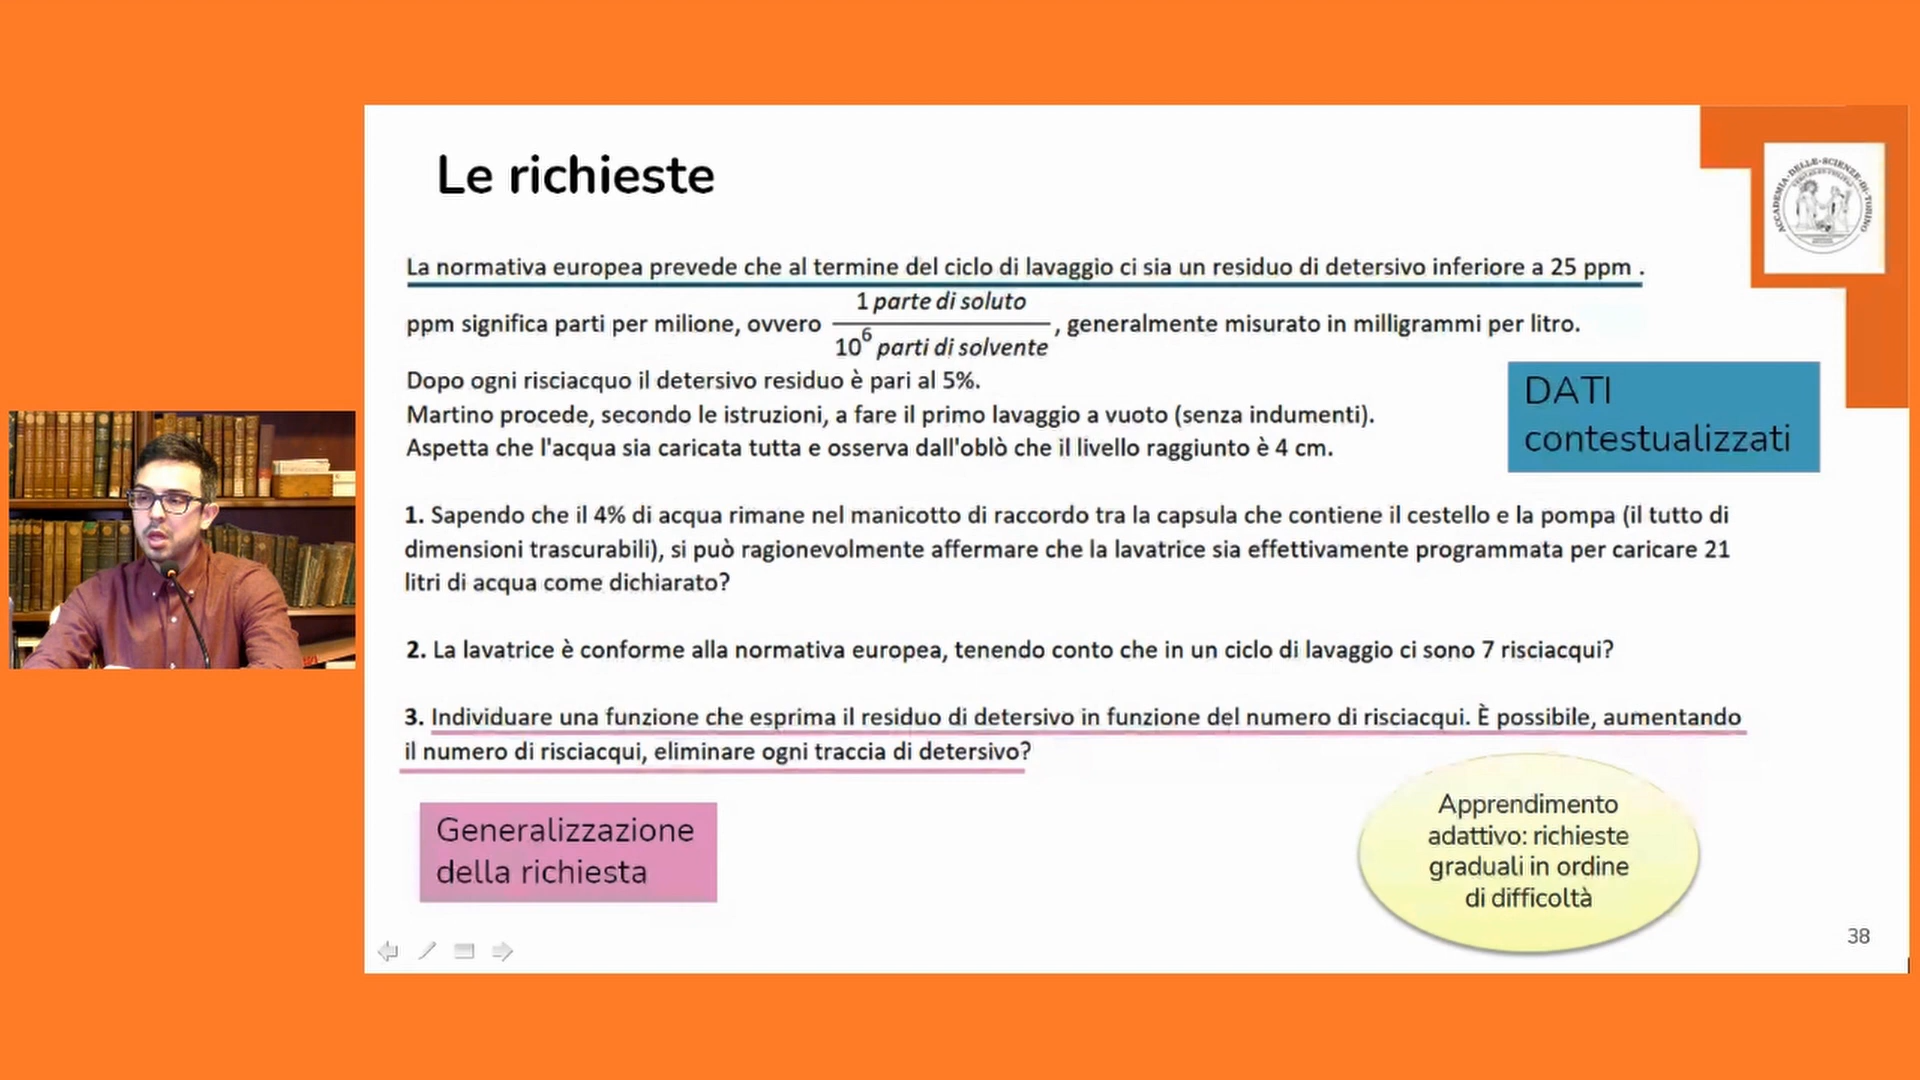 Le richieste
ACCADEMIA·DELLE·SCIENZE·DI·TORINO
La normativa europea prevede che al termine del ciclo di lavaggio ci sia un residuo di detersivo inferiore a 25 ppm .
ppm significa parti per milione, ovvero 1 parte di soluto / 10^6 parti di solvente , generalmente misurato in milligrammi per litro.
Dopo ogni risciacquo il detersivo residuo è pari al 5%.
Martino procede, secondo le istruzioni, a fare il primo lavaggio a vuoto (senza indumenti).
Aspetta che l'acqua sia caricata tutta e osserva dall'oblò che il livello raggiunto è 4 cm.
DATI
contestualizzati
1. Sapendo che il 4% di acqua rimane nel manicotto di raccordo tra la capsula che contiene il cestello e la pompa (il tutto di
dimensioni trascurabili), si può ragionevolmente affermare che la lavatrice sia effettivamente programmata per caricare 21
litri di acqua come dichiarato?
2. La lavatrice è conforme alla normativa europea, tenendo conto che in un ciclo di lavaggio ci sono 7 risciacqui?
3. Individuare una funzione che esprima il residuo di detersivo in funzione del numero di risciacqui. È possibile, aumentando
il numero di risciacqui, eliminare ogni traccia di detersivo?
Generalizzazione
della richiesta
Apprendimento
adattivo: richieste
graduali in ordine
di difficoltà
38